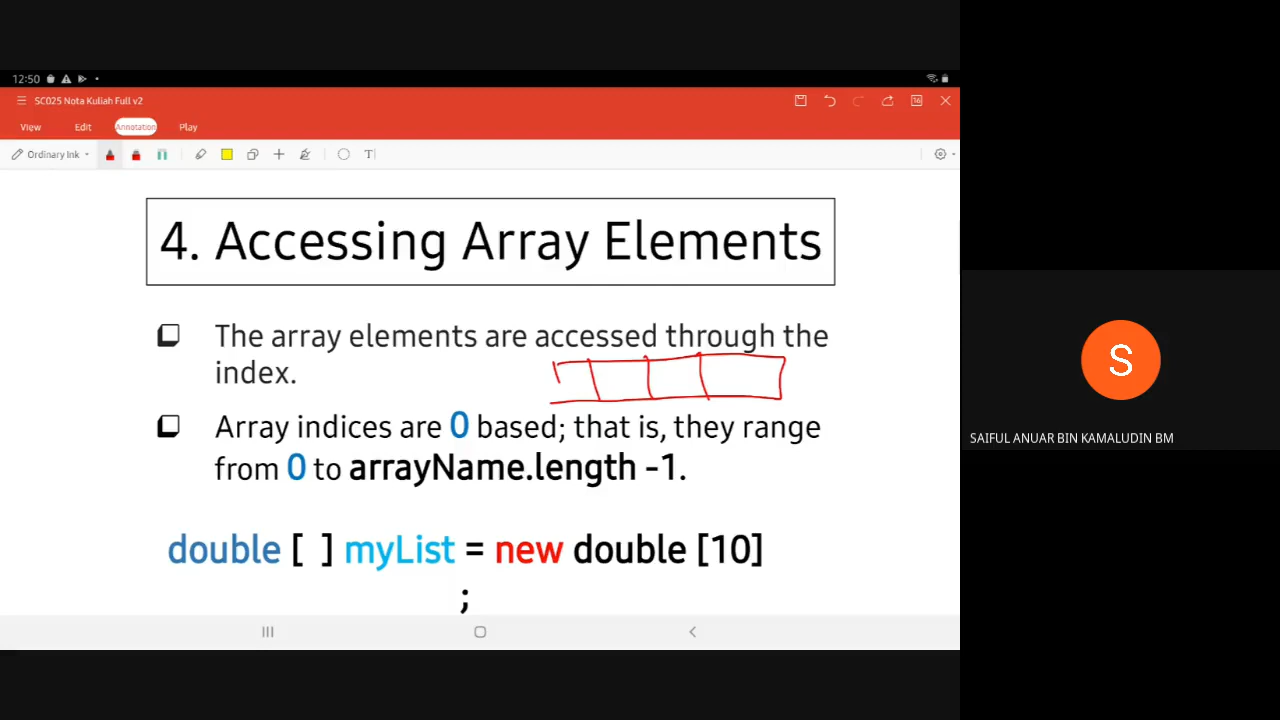 12:50
SC025 Nota Kuliah Full v2
16
View Edit Annotation Play
Ordinary Ink
T
4. Accessing Array Elements
The array elements are accessed through the
index.
Array indices are 0 based; that is, they range
from 0 to arrayName.length -1.
double [ ] myList = new double [10]
;
S
SAIFUL ANUAR BIN KAMALUDIN BM